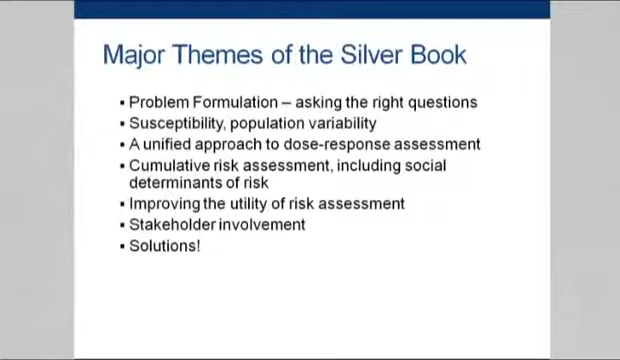 Major Themes of the Silver Book
▪ Problem Formulation – asking the right questions
▪ Susceptibility, population variability
▪ A unified approach to dose-response assessment
▪ Cumulative risk assessment, including social
determinants of risk
▪ Improving the utility of risk assessment
▪ Stakeholder involvement
▪ Solutions!